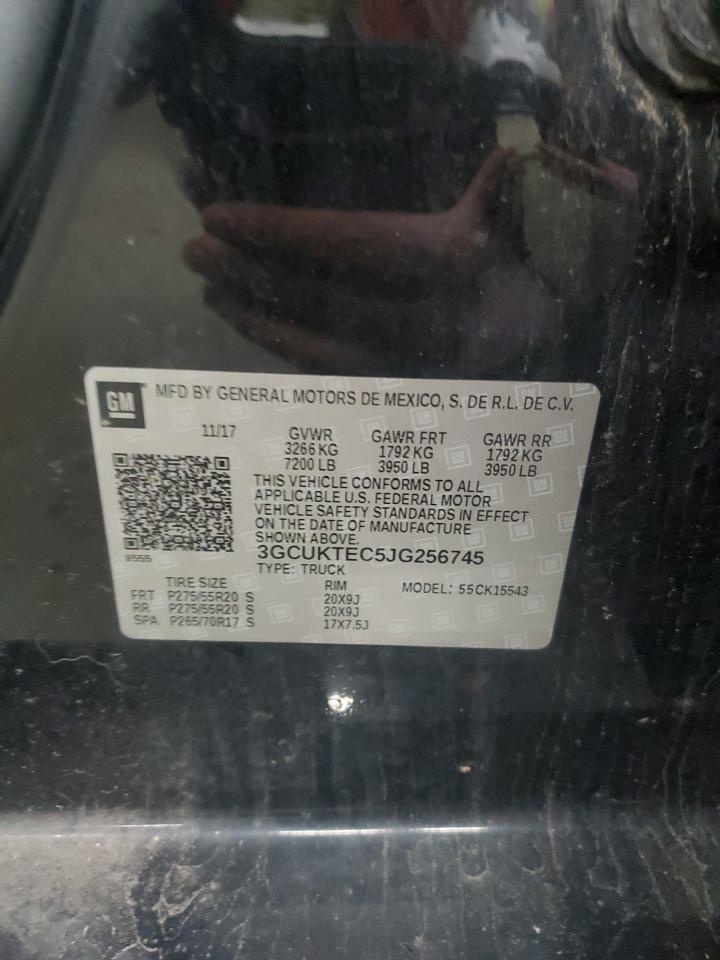 GM MFD BY GENERAL MOTORS DE MEXICO, S. DE R.L. DE C.V.
11/17 GVWR GAWR FRT GAWR RR
3266 KG 1792 KG 1792 KG
7200 LB 3950 LB 3950 LB
THIS VEHICLE CONFORMS TO ALL
APPLICABLE U.S. FEDERAL MOTOR
VEHICLE SAFETY STANDARDS IN EFFECT
ON THE DATE OF MANUFACTURE
SHOWN ABOVE.
3GCUKTEC5JG256745
TYPE: TRUCK
TIRE SIZE RIM MODEL: 55CK15543
FRT P275/55R20 S 20X9J
RR P275/55R20 S 20X9J
SPA P265/70R17 S 17X7.5J